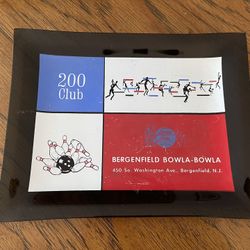 200
Club
BERGENFIELD BOWLA-BOWLA
450 So. Washington Ave., Bergenfield, N.J.